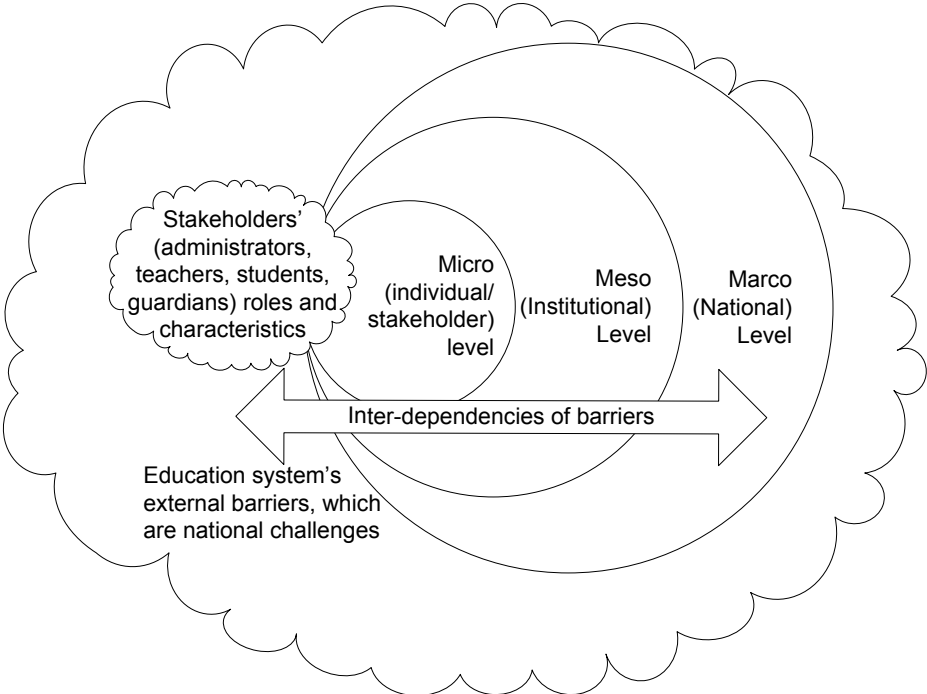 Stakeholders’
(administrators,
teachers, students,
guardians) roles and
characteristics
Micro
(individual/
stakeholder)
level
Meso
(Institutional)
Level
Marco
(National)
Level
Inter-dependencies of barriers
Education system’s
external barriers, which
are national challenges